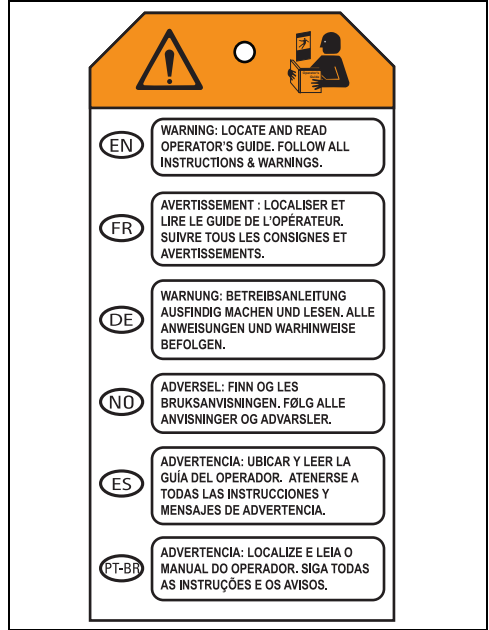 EN
WARNING: LOCATE AND READ
OPERATOR'S GUIDE. FOLLOW ALL
INSTRUCTIONS & WARNINGS.
FR
AVERTISSEMENT : LOCALISER ET
LIRE LE GUIDE DE L'OPÉRATEUR.
SUIVRE TOUS LES CONSIGNES ET
AVERTISSEMENTS.
DE
WARNUNG: BETREIBSANLEITUNG
AUSFINDIG MACHEN UND LESEN. ALLE
ANWEISUNGEN UND WARHINWEISE
BEFOLGEN.
NO
ADVERSEL: FINN OG LES
BRUKSANVISNINGEN. FØLG ALLE
ANVISNINGER OG ADVARSLER.
ES
ADVERTENCIA: UBICAR Y LEER LA
GUÍA DEL OPERADOR. ATENERSE A
TODAS LAS INSTRUCCIONES Y
MENSAJES DE ADVERTENCIA.
PT-BR
ADVERTENCIA: LOCALIZE E LEIA O
MANUAL DO OPERADOR. SIGA TODAS
AS INSTRUÇÕES E OS AVISOS.